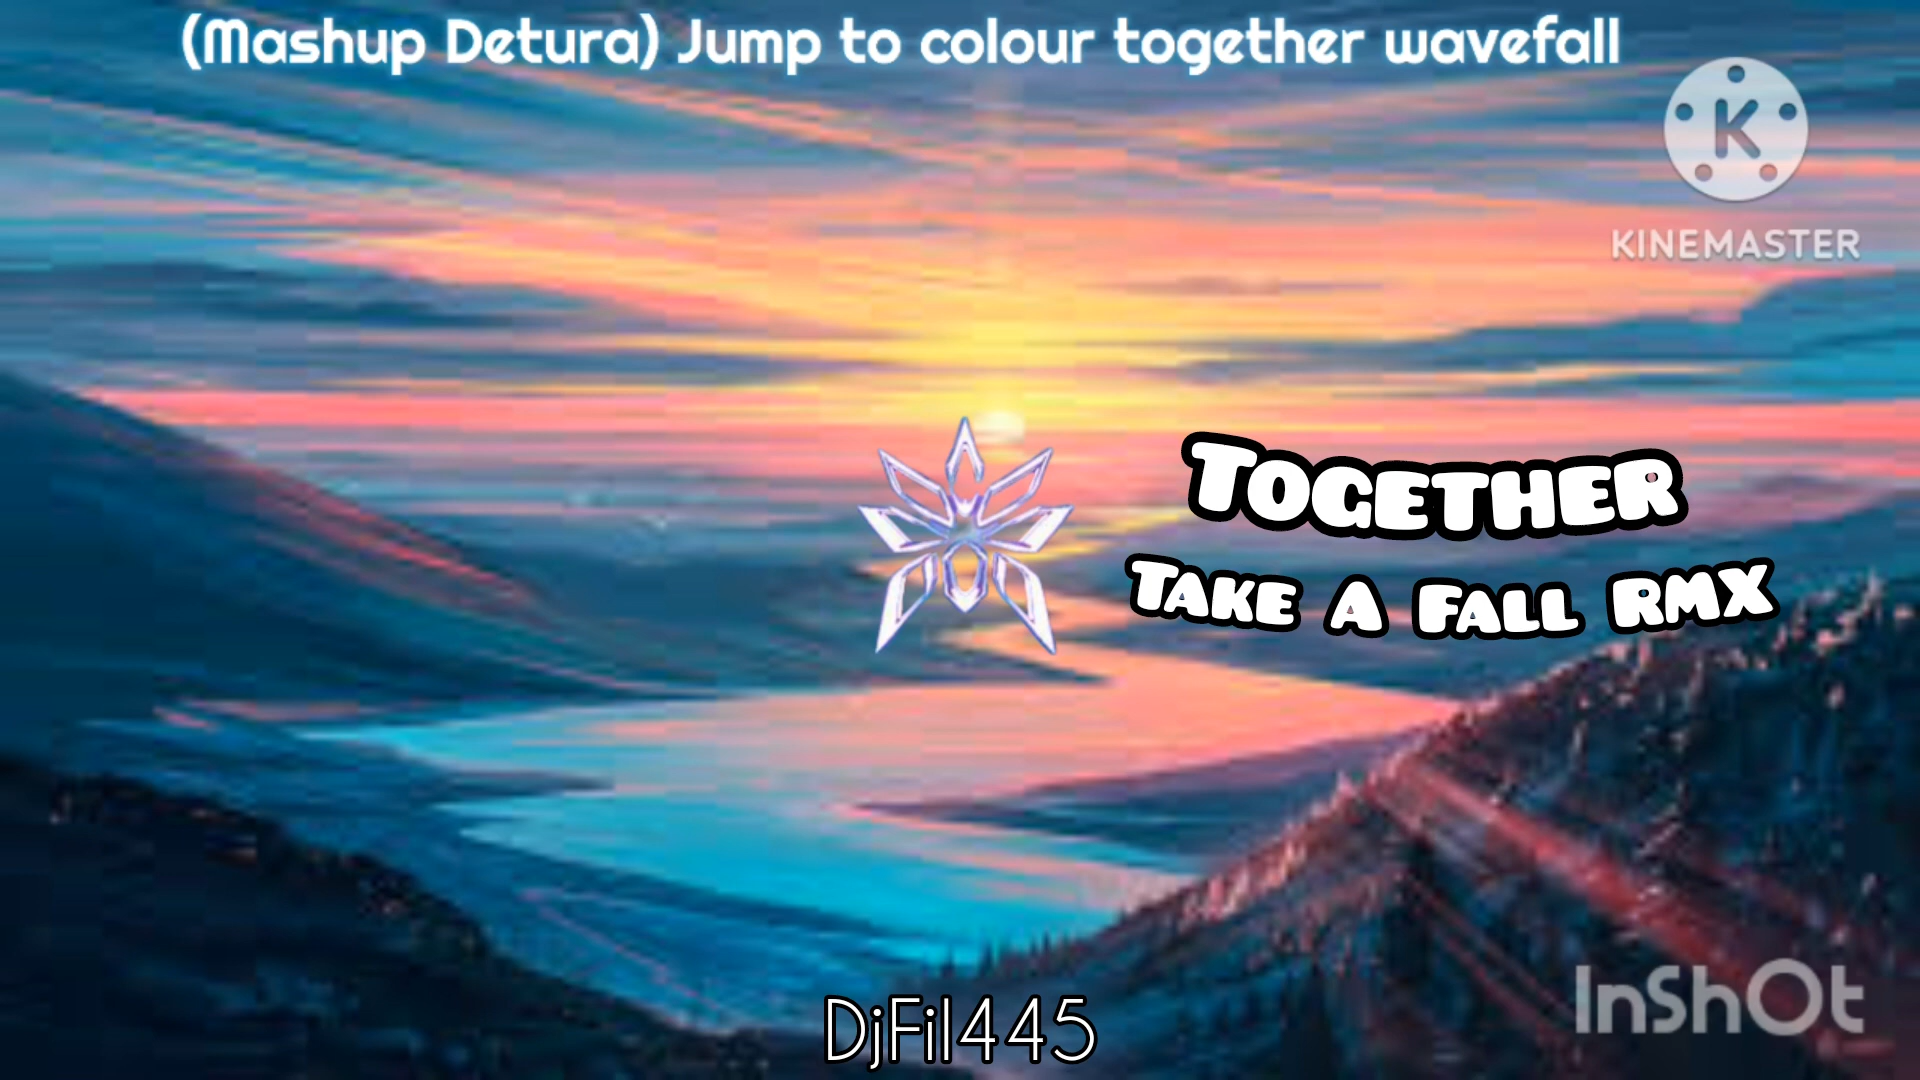 (Mashup Detura) Jump to colour together wavefall
K
KINEMASTER
TOGETHER
TAKE A FALL RMX
InShOt
DjFil445